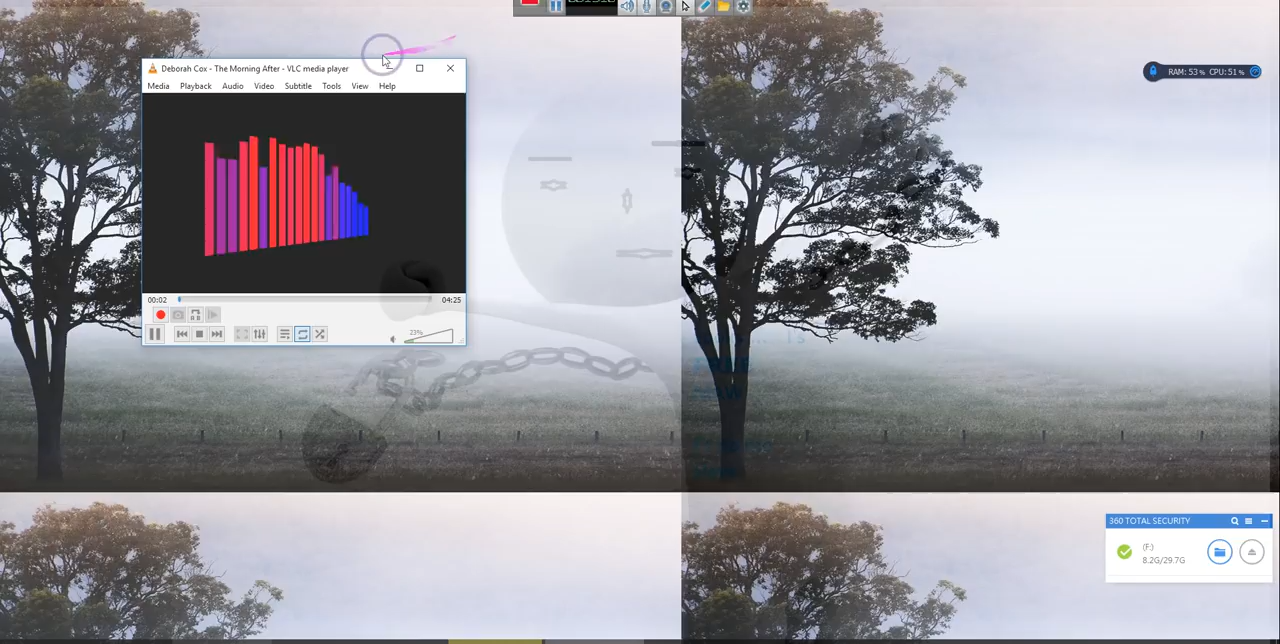 RAM: 53% CPU: 51%
Deborah Cox - The Morning After - VLC media player
Media Playback Audio Video Subtitle Tools View Help
00:02 04:25
23%
360 TOTAL SECURITY
(F:)
8.2G/29.7G